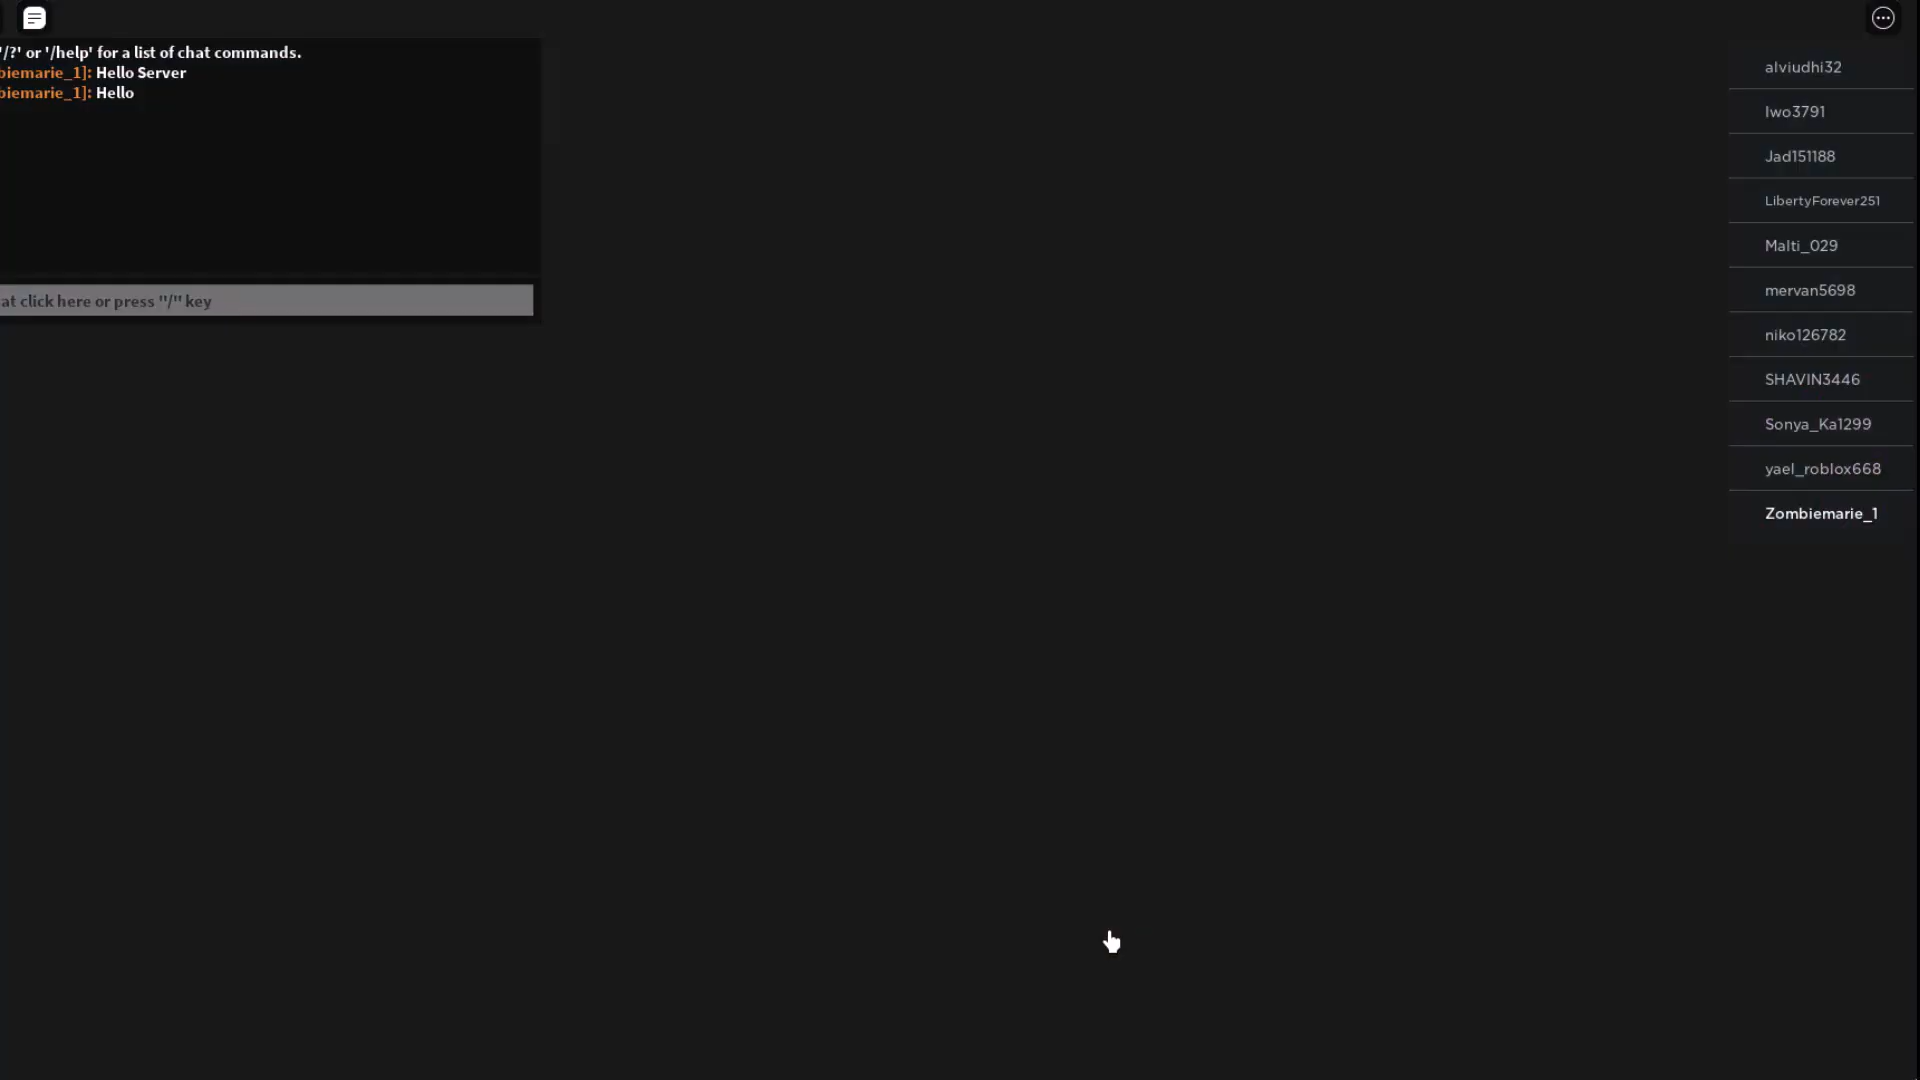 '/?' or '/help' for a list of chat commands.
biemarie_1]: Hello Server
biemarie_1]: Hello
at click here or press "/" key
alviudhi32
Iwo3791
Jad151188
LibertyForever251
Malti_029
mervan5698
niko126782
SHAVIN3446
Sonya_Ka1299
yael_roblox668
Zombiemarie_1